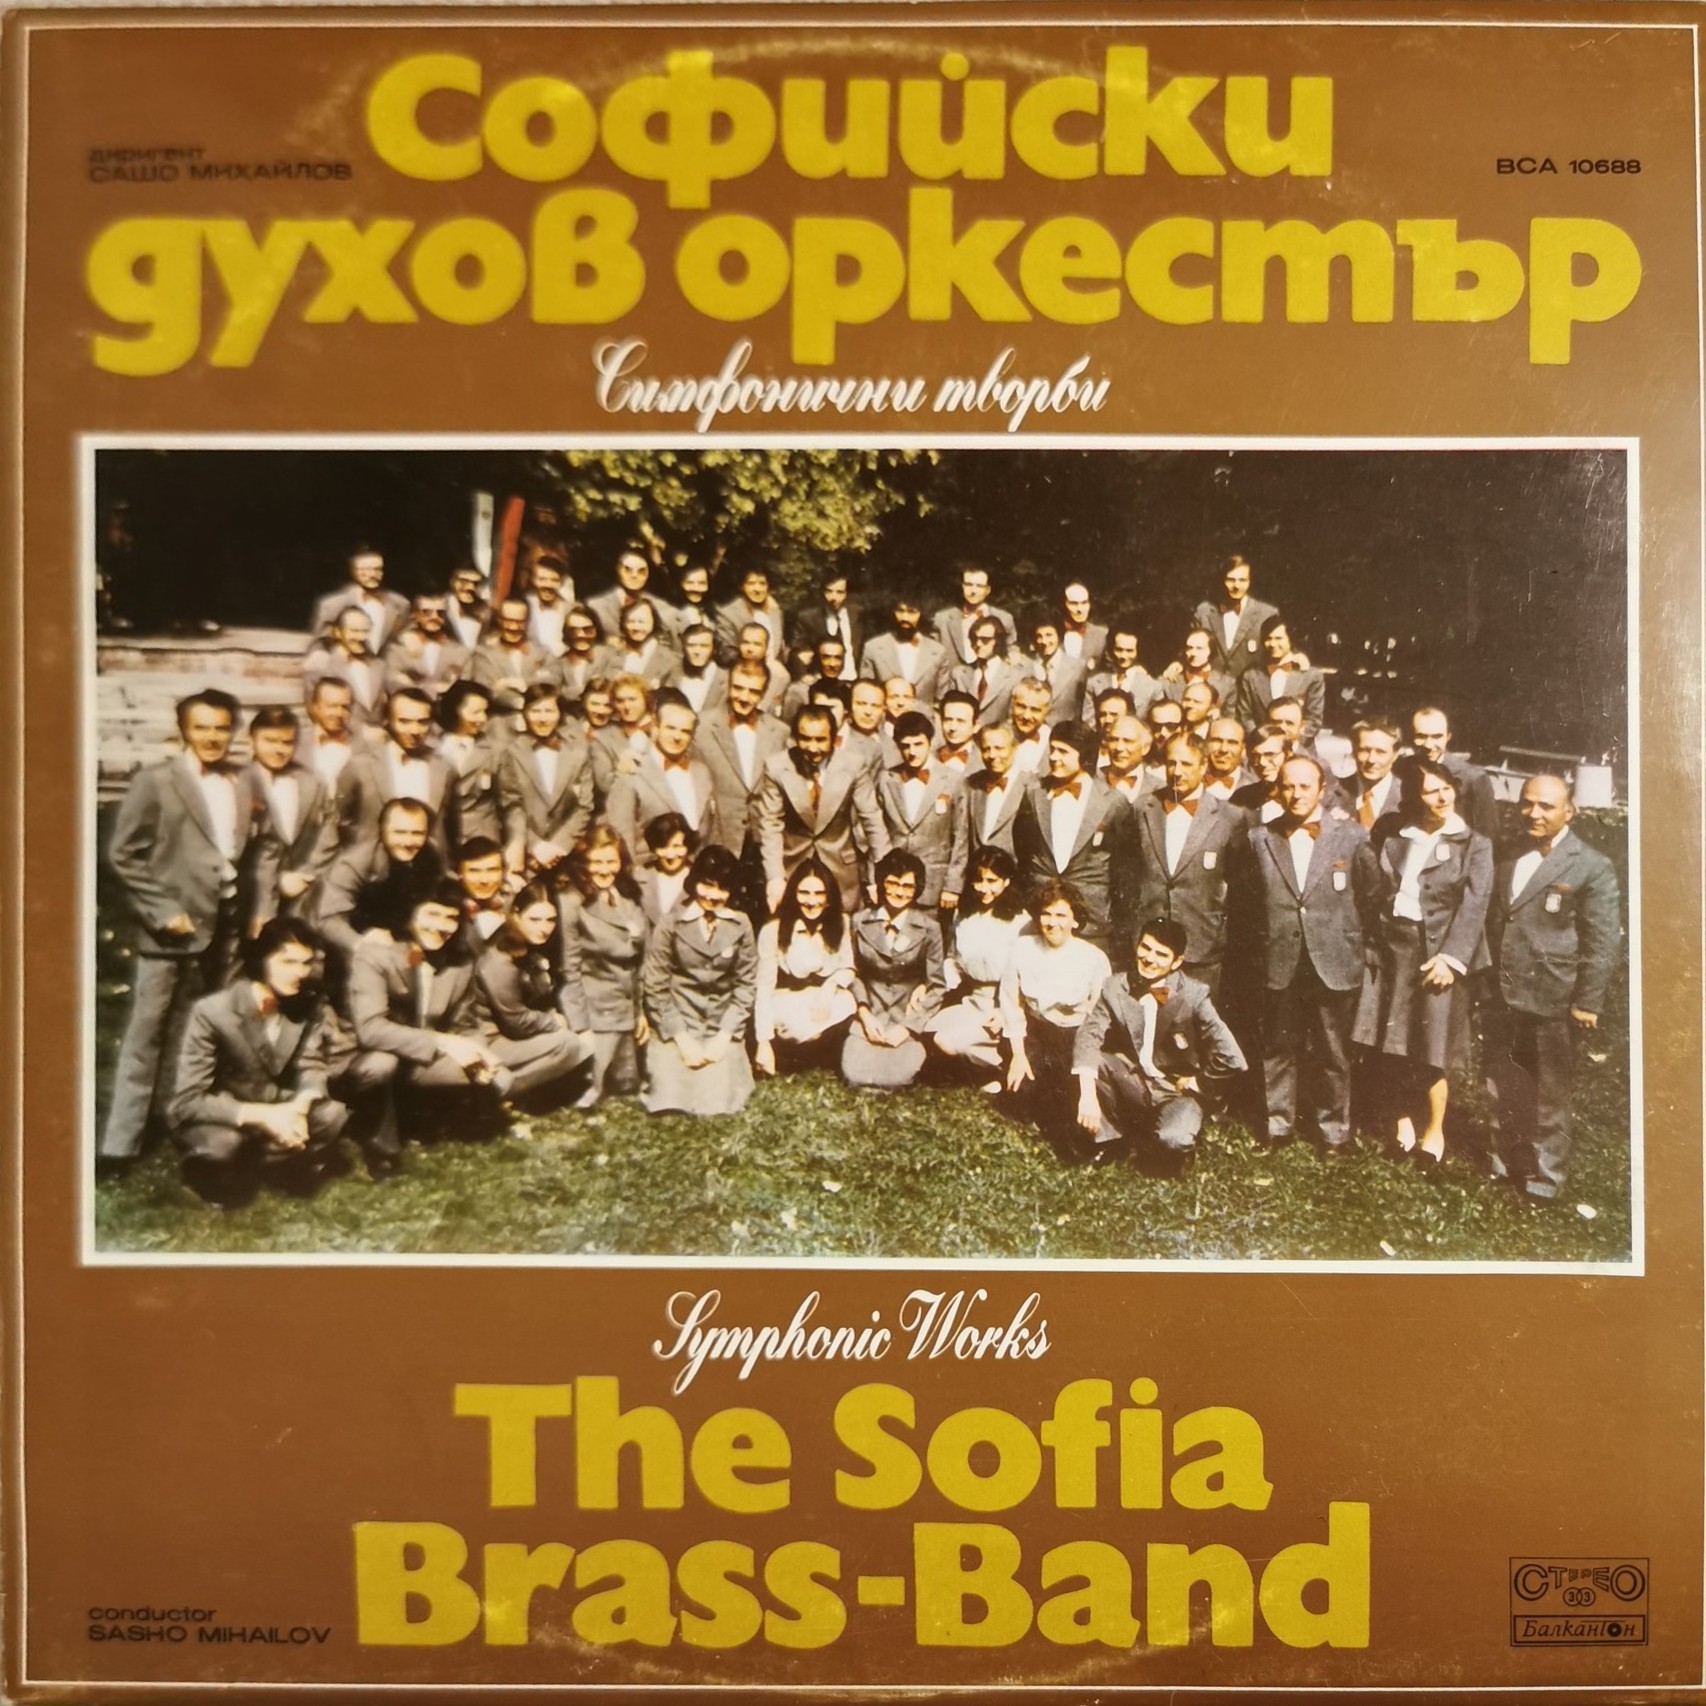 Софийски
диригент
САШО МИХАЙЛОВ
BCA 10688
духов оркестър
Симфонични творби
Symphonic Works
The Sofia
Brass-Band
conductor
SASHO MIHAILOV
СТЕРЕО
33
Балкантон